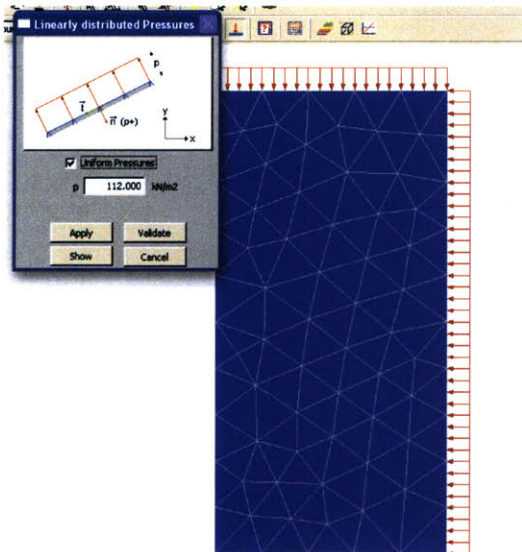 Linearly distributed Pressures
p
t
n (p+)
y
x
Uniform Pressures
p 112.000 kN/m2
Apply Validate
Show Cancel